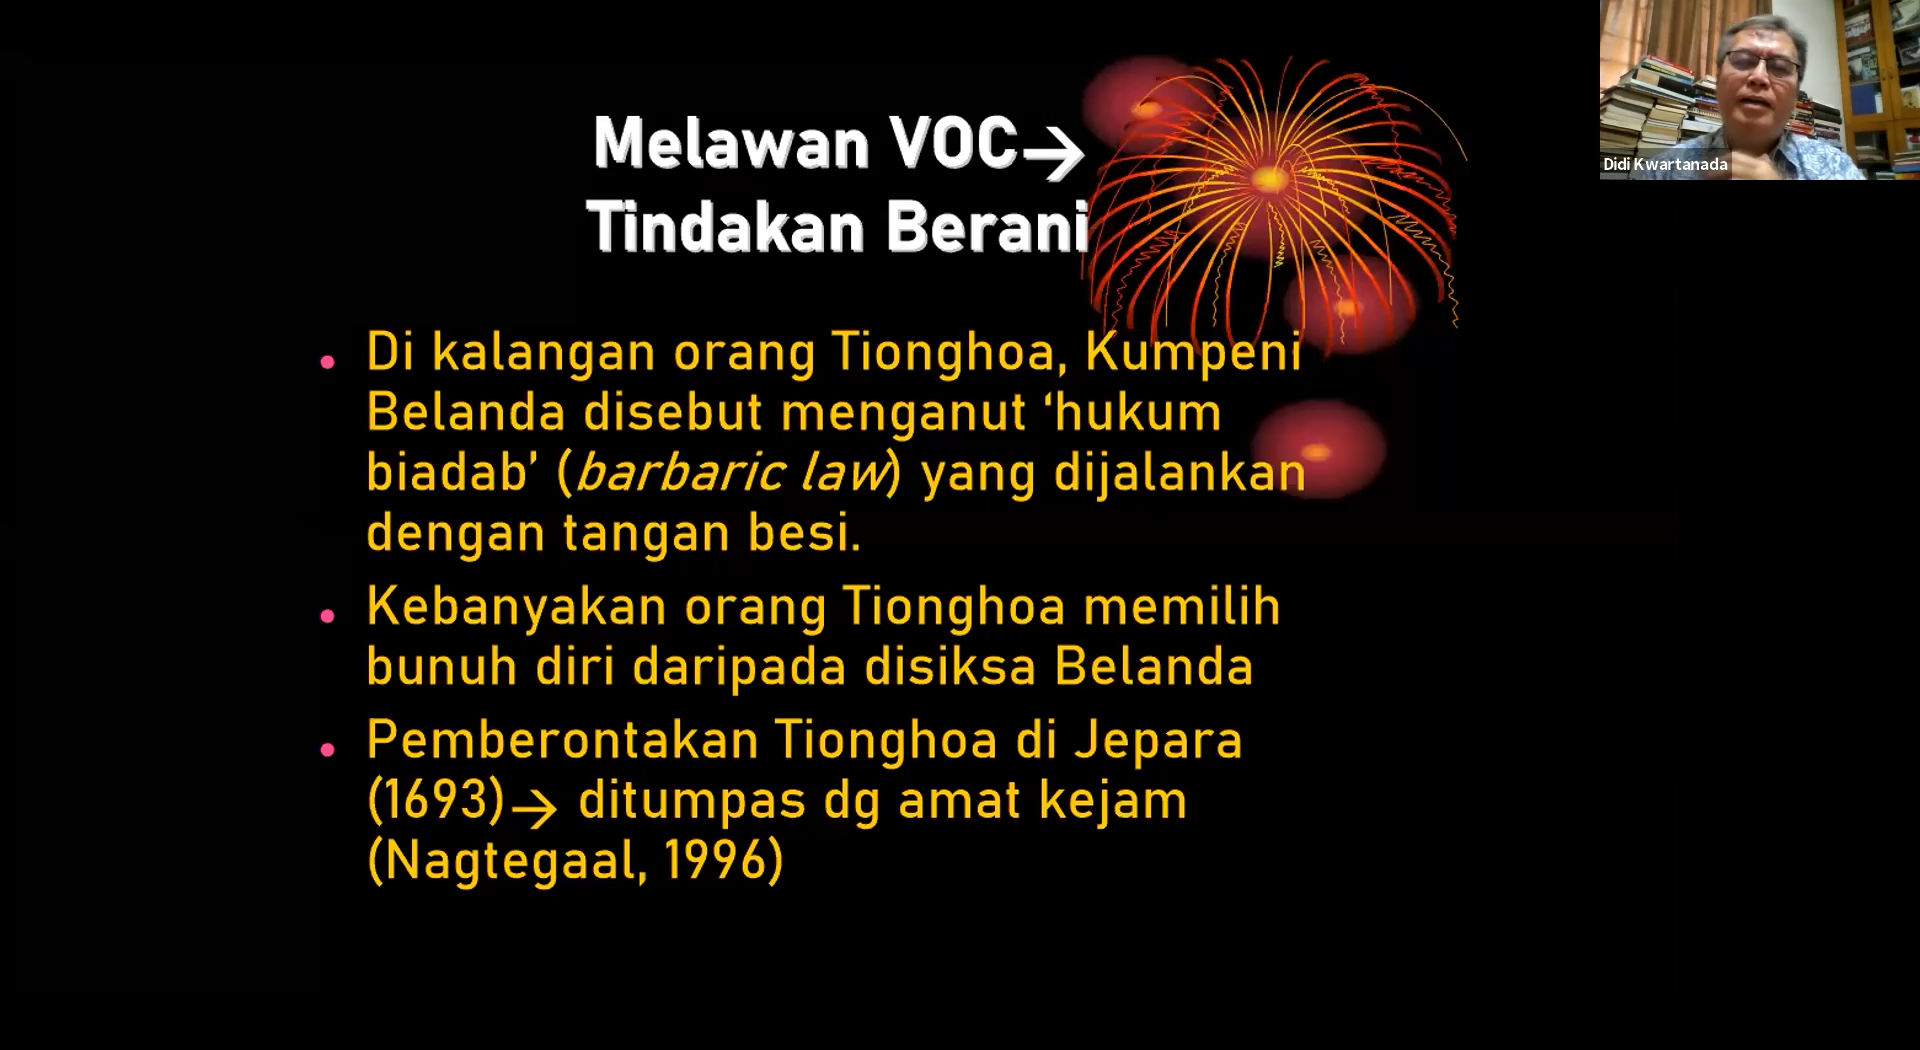 Melawan VOC→
Tindakan Berani
• Di kalangan orang Tionghoa, Kumpeni
Belanda disebut menganut ‘hukum
biadab’ (barbaric law) yang dijalankan
dengan tangan besi.
• Kebanyakan orang Tionghoa memilih
bunuh diri daripada disiksa Belanda
• Pemberontakan Tionghoa di Jepara
(1693)→ ditumpas dg amat kejam
(Nagtegaal, 1996)
Didi Kwartanada